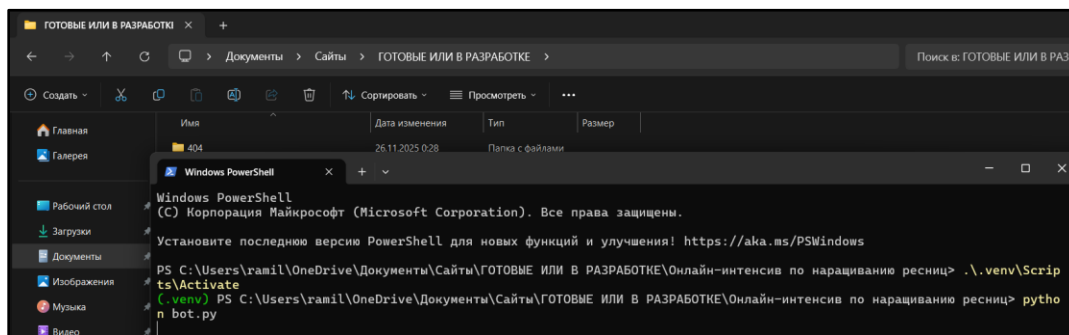 ГОТОВЫЕ ИЛИ В РАЗРАБОТКІ
Документы > Сайты > ГОТОВЫЕ ИЛИ В РАЗРАБОТКЕ >
Поиск в: ГОТОВЫЕ ИЛИ В РАЗ
Создать
Сортировать
Просмотреть
Имя
Дата изменения
Тип
Размер
Главная
404
26.11.2025 0:28
Папка с файлами
Галерея
Windows PowerShell
Windows PowerShell
(C) Корпорация Майкрософт (Microsoft Corporation). Все права защищены.
Рабочий стол
Загрузки
Установите последнюю версию PowerShell для новых функций и улучшения! https://aka.ms/PSWindows
Документы
PS C:\Users\ramil\OneDrive\Документы\Сайты\ГОТОВЫЕ ИЛИ В РАЗРАБОТКЕ\Онлайн-интенсив по наращиванию ресниц> .\.venv\Scrip
ts\Activate
Изображения
(.venv) PS C:\Users\ramil\OneDrive\Документы\Сайты\ГОТОВЫЕ ИЛИ В РАЗРАБОТКЕ\Онлайн-интенсив по наращиванию ресниц> pytho
n bot.py
Музыка
Видео